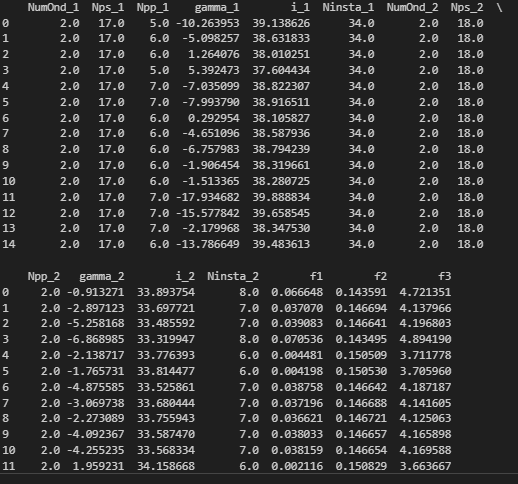 NumOnd_1 Nps_1 Npp_1 gamma_1 i_1 Ninsta_1 NumOnd_2 Nps_2 \
0 2.0 17.0 5.0 -10.263953 39.138626 34.0 2.0 18.0
1 2.0 17.0 6.0 -5.098257 38.631833 34.0 2.0 18.0
2 2.0 17.0 6.0 1.264076 38.010251 34.0 2.0 18.0
3 2.0 17.0 5.0 5.392473 37.604434 34.0 2.0 18.0
4 2.0 17.0 7.0 -7.035099 38.822307 34.0 2.0 18.0
5 2.0 17.0 7.0 -7.993790 38.916511 34.0 2.0 18.0
6 2.0 17.0 6.0 0.292954 38.105827 34.0 2.0 18.0
7 2.0 17.0 6.0 -4.651096 38.587936 34.0 2.0 18.0
8 2.0 17.0 6.0 -6.757983 38.794239 34.0 2.0 18.0
9 2.0 17.0 6.0 -1.906454 38.319661 34.0 2.0 18.0
10 2.0 17.0 6.0 -1.513365 38.280725 34.0 2.0 18.0
11 2.0 17.0 7.0 -17.934682 39.888834 34.0 2.0 18.0
12 2.0 17.0 7.0 -15.577842 39.658545 34.0 2.0 18.0
13 2.0 17.0 7.0 -2.179968 38.347530 34.0 2.0 18.0
14 2.0 17.0 6.0 -13.786649 39.483613 34.0 2.0 18.0
Npp_2 gamma_2 i_2 Ninsta_2 f1 f2 f3
0 2.0 -0.913271 33.893754 8.0 0.066648 0.143591 4.721351
1 2.0 -2.897123 33.697721 7.0 0.037070 0.146694 4.137966
2 2.0 -5.258168 33.485592 7.0 0.039083 0.146641 4.196803
3 2.0 -6.868985 33.319947 8.0 0.070536 0.143495 4.894190
4 2.0 -2.138717 33.776393 6.0 0.004481 0.150509 3.711778
5 2.0 -1.765731 33.814477 6.0 0.004198 0.150530 3.705960
6 2.0 -4.875585 33.525861 7.0 0.038758 0.146642 4.187187
7 2.0 -3.069738 33.680444 7.0 0.037196 0.146688 4.141605
8 2.0 -2.273089 33.755943 7.0 0.036621 0.146721 4.125063
9 2.0 -4.092367 33.587470 7.0 0.038033 0.146657 4.165898
10 2.0 -4.255235 33.568334 7.0 0.038159 0.146654 4.169588
11 2.0 1.959231 34.158668 6.0 0.002116 0.150829 3.663667